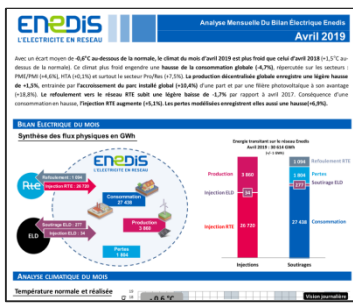 ENEDIS
L'ELECTRICITE EN RESEAU
Analyse Mensuelle Du Bilan Électrique Enedis
Avril 2019
Avec un écart moyen de -0,6°C au-dessous de la normale, le climat du mois d'avril 2019 est plus froid que celui d'avril 2018 (+1,5°C au-
dessus de la normale). Ce climat plus froid engendre une hausse de la consommation globale (-4,7%), répercutée sur les secteurs :
PME/PMI (+4,6%), HTA (+0,1%) et surtout le secteur Pro/Res (+7,5%). La production décentralisée globale enregistre une légère hausse
de +1,5%, entrainée par l'accroissement du parc installé global (+10,4%) d'une part et par une filière photovoltaïque à son avantage
(+18,8%). Le refoulement vers le réseau RTE subit une légère baisse de -1,7% par rapport à avril 2017. Conséquence d'une
consommation en hausse, l'injection RTE augmente (+5,1%). Les pertes modélisées enregistrent elles aussi une hausse(+6,9%).
BILAN ELECTRIQUE DU MOIS
Synthèse des flux physiques en GWh
ENEDIS
L'ELECTRICITE EN RESEAU
Rte
Refoulement : 1 094
Injection RTE : 26 720
Consommation
27 438
Production
3 860
Soutirage ELD : 277
Injection ELD : 34
ELD
Pertes
1 804
Energie transitant sur le réseau Enedis
Avril 2019 - 30 614 GWh
Production
3 860
Injection ELD
34
Injection RTE
26 720
Injections
1 094
Refoulement RTE
1 804
Pertes
277
Soutirage ELD
27 438
Consommation
Soutirages
ANALYSE CLIMATIQUE DU MOIS
Température normale et réalisée
- 0,6 °C
Vision journalière